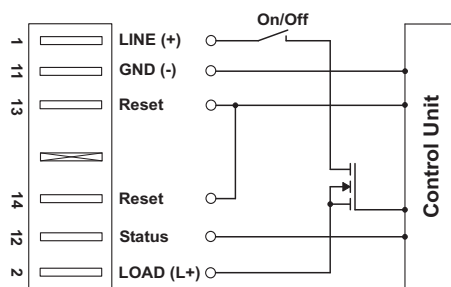 On/Off
1 LINE (+)
11 GND (-)
13 Reset
14 Reset
12 Status
2 LOAD (L+)
Control Unit